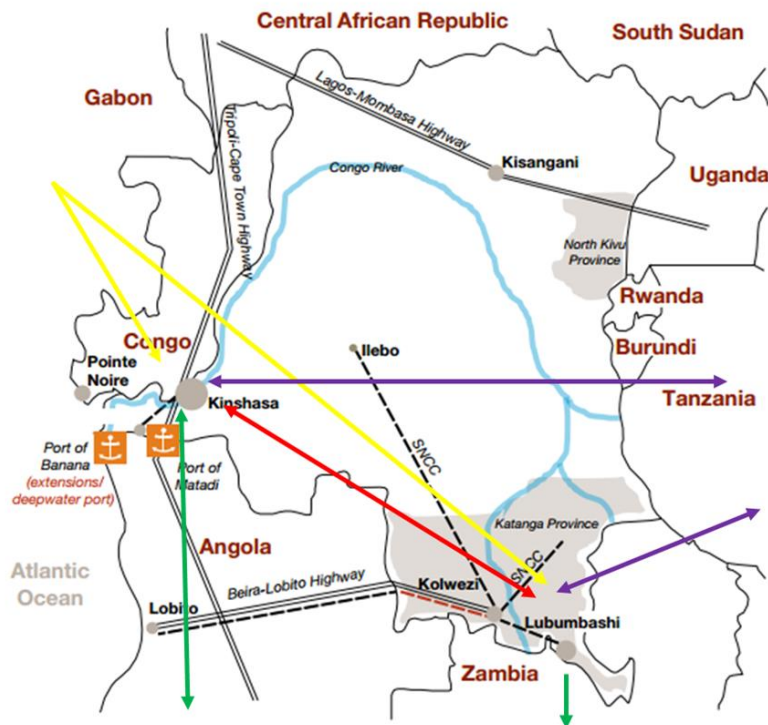 Central African Republic
South Sudan
Gabon
Lagos-Mombasa Highway
Tripoli-Cape Town Highway
Kisangani
Congo River
Uganda
North Kivu
Province
Rwanda
Congo
Burundi
Pointe
Noire
Ilebo
Kinshasa
Tanzania
SNCC
Port of
Banana
(extensions/
deepwater port)
Port of
Matadi
Katanga Province
Angola
Atlantic
Ocean
Beira-Lobito Highway
Kolwezi
SNCC
Lobito
Lubumbashi
Zambia